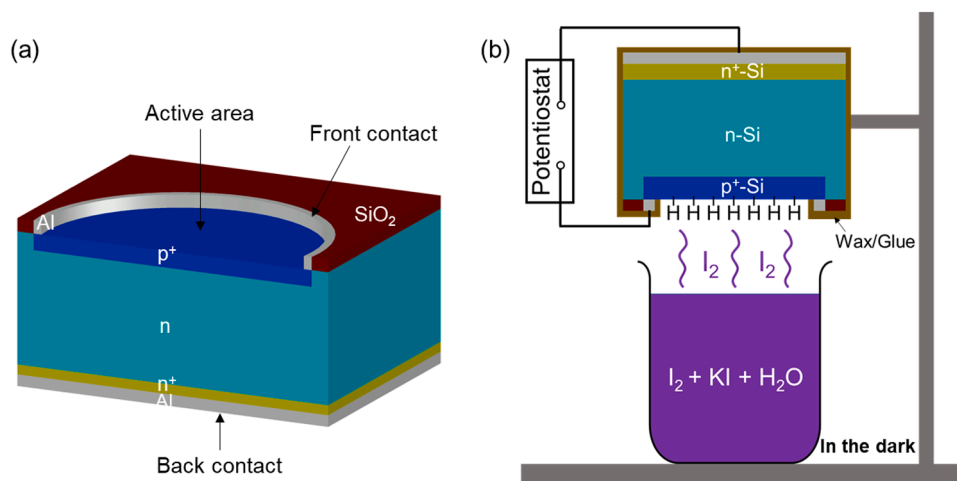 (a)
Active area
Front contact
Al
SiO₂
p⁺
n
n⁺
Al
Back contact
(b)
Potentiostat
n⁺-Si
n-Si
p⁺-Si
H H H H H H H
Wax/Glue
I₂ I₂
I₂ + KI + H₂O
In the dark